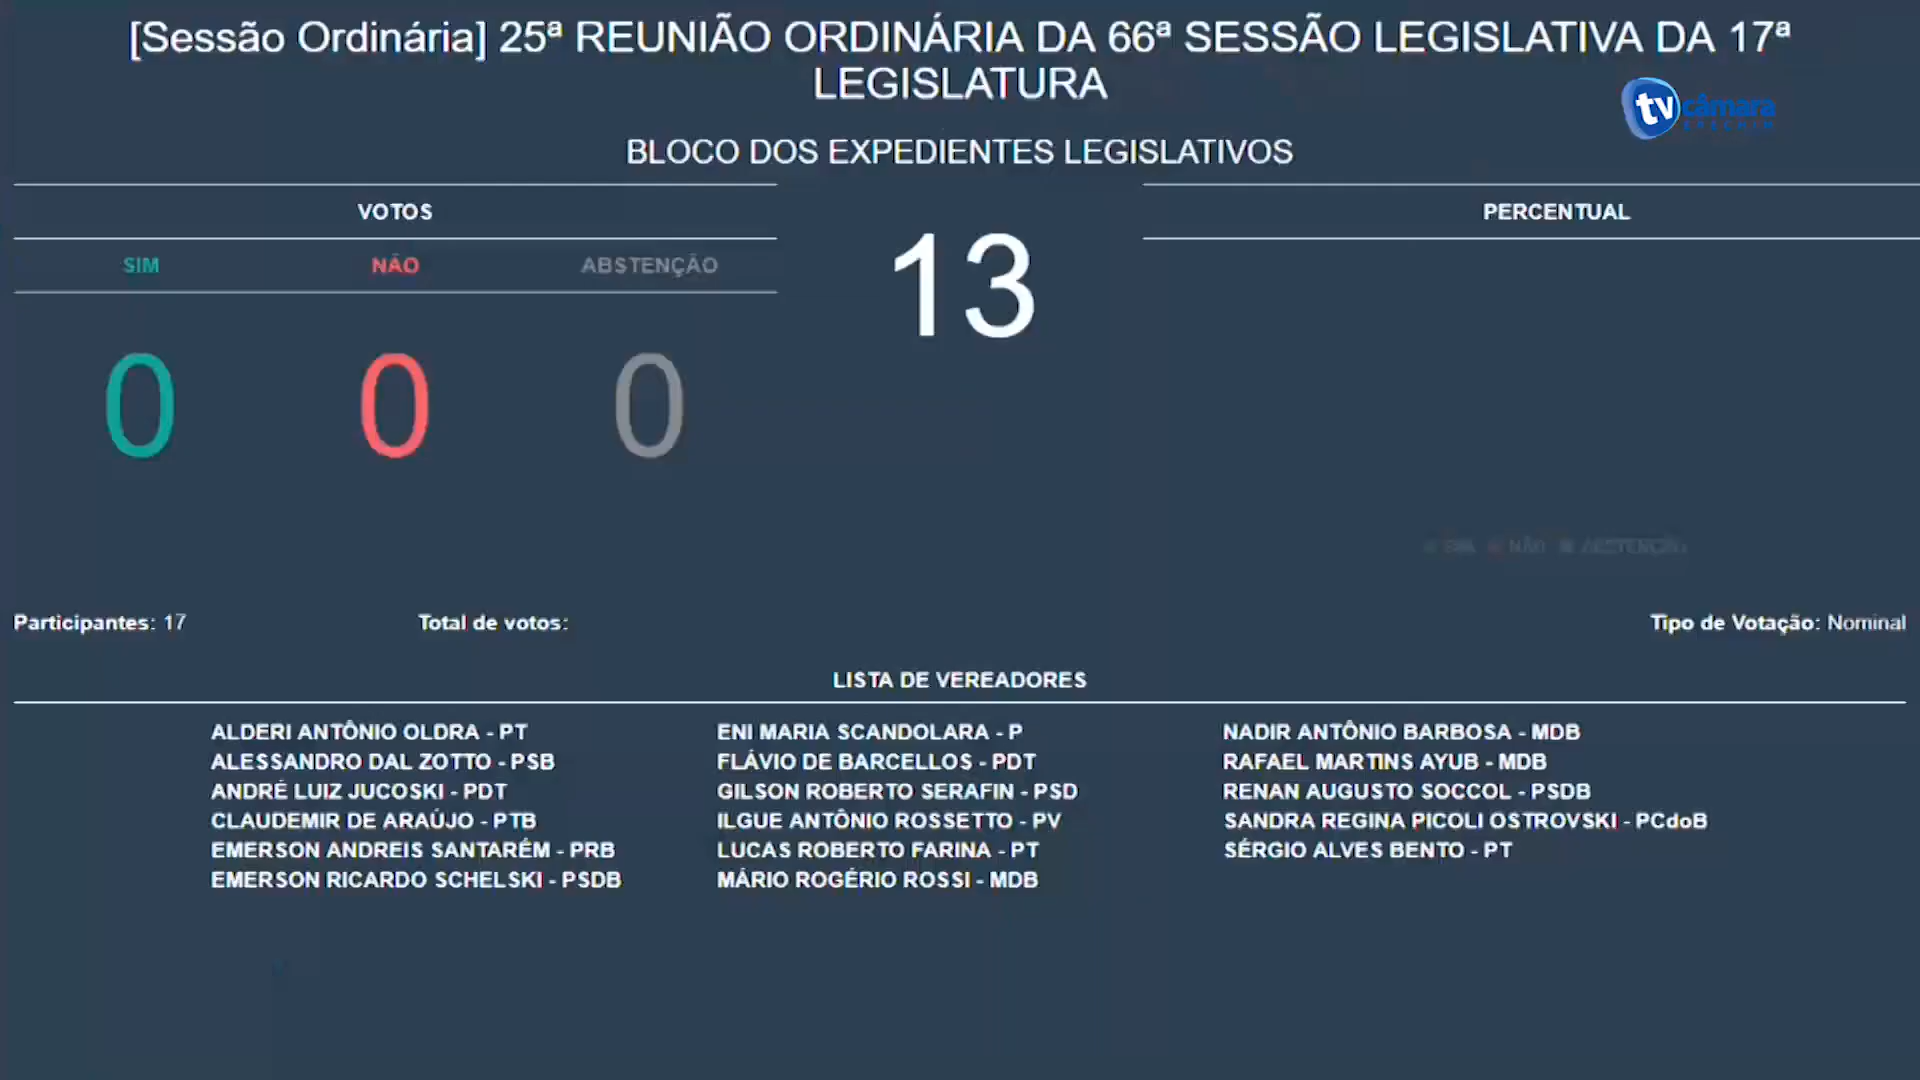 [Sessão Ordinária] 25ª REUNIÃO ORDINÁRIA DA 66ª SESSÃO LEGISLATIVA DA 17ª
LEGISLATURA
tv câmara
BLOCO DOS EXPEDIENTES LEGISLATIVOS
VOTOS
PERCENTUAL
SIM NÃO ABSTENÇÃO
13
0 0 0
SIM NÃO ABSTENÇÃO
Participantes: 17
Total de votos:
Tipo de Votação: Nominal
LISTA DE VEREADORES
ALDERI ANTÔNIO OLDRA - PT
ALESSANDRO DAL ZOTTO - PSB
ANDRÉ LUIZ JUCOSKI - PDT
CLAUDEMIR DE ARAÚJO - PTB
EMERSON ANDREIS SANTARÉM - PRB
EMERSON RICARDO SCHELSKI - PSDB
ENI MARIA SCANDOLARA - P
FLÁVIO DE BARCELLOS - PDT
GILSON ROBERTO SERAFIN - PSD
ILGUE ANTÔNIO ROSSETTO - PV
LUCAS ROBERTO FARINA - PT
MÁRIO ROGÉRIO ROSSI - MDB
NADIR ANTÔNIO BARBOSA - MDB
RAFAEL MARTINS AYUB - MDB
RENAN AUGUSTO SOCCOL - PSDB
SANDRA REGINA PICOLI OSTROVSKI - PCdoB
SÉRGIO ALVES BENTO - PT